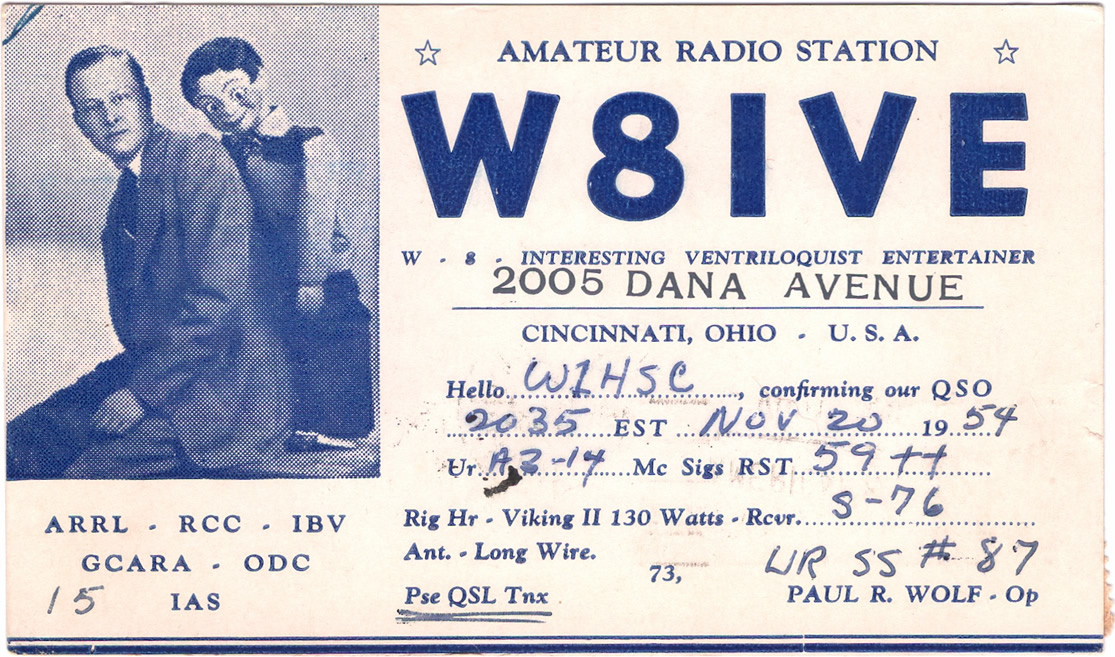 ☆ AMATEUR RADIO STATION ☆
W8IVE
W - 8 - INTERESTING VENTRILOQUIST ENTERTAINER
2005 DANA AVENUE
CINCINNATI, OHIO - U. S. A.
Hello W1HSC, confirming our QSO
2035 EST NOV 20 1954
Ur A3-14 Mc Sigs RST 59++
Rig Hr - Viking II 130 Watts - Rcvr. S-76
Ant. - Long Wire.
73, UR SS # 87
Pse QSL Tnx PAUL R. WOLF - Op
ARRL - RCC - IBV
GCARA - ODC
15 IAS